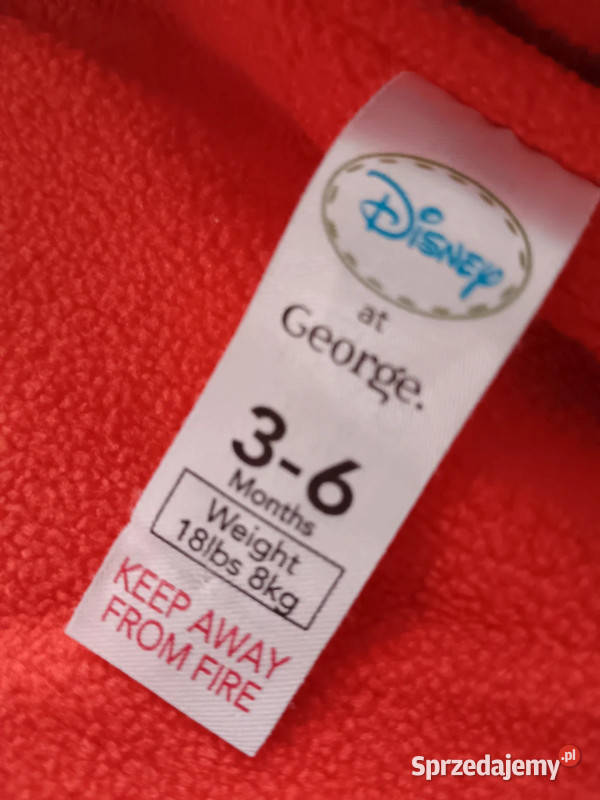 Disney
at
George.
3-6
Months
Weight
18lbs 8kg
KEEP AWAY
FROM FIRE
Sprzedajemy.pl